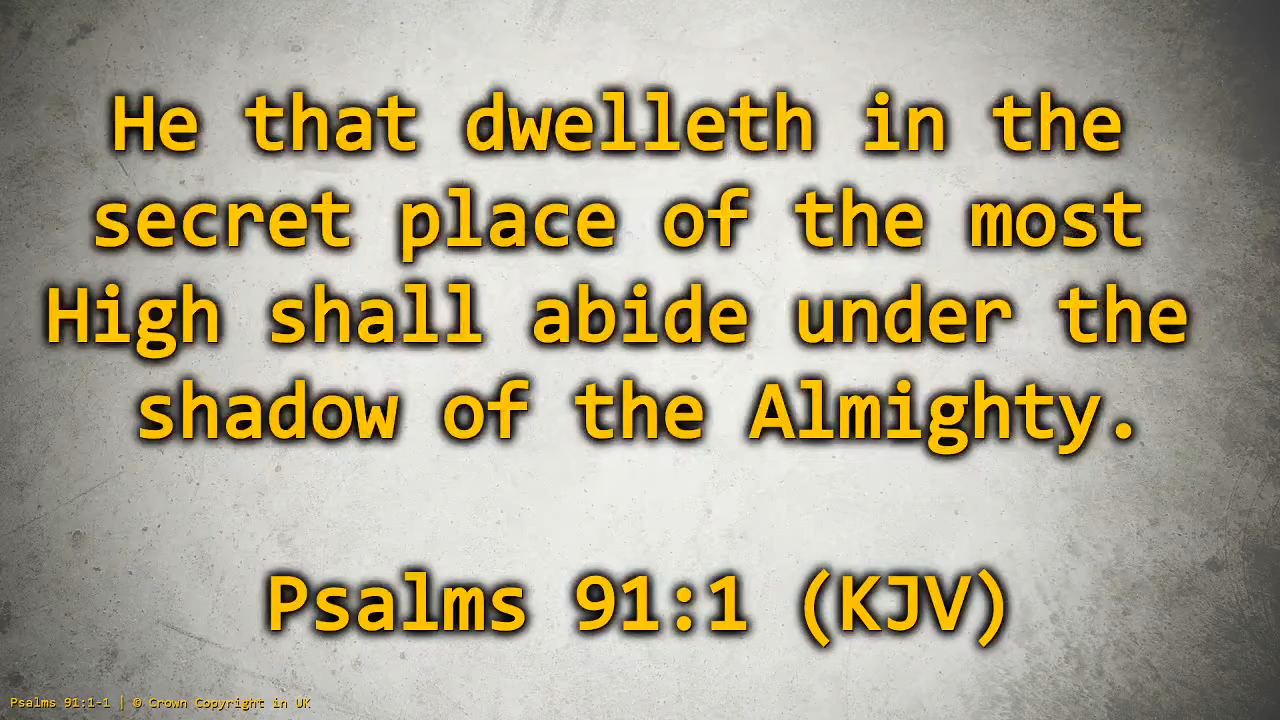 He that dwelleth in the
secret place of the most
High shall abide under the
shadow of the Almighty.
Psalms 91:1 (KJV)
Psalms 91:1-1 | © Crown Copyright in UK